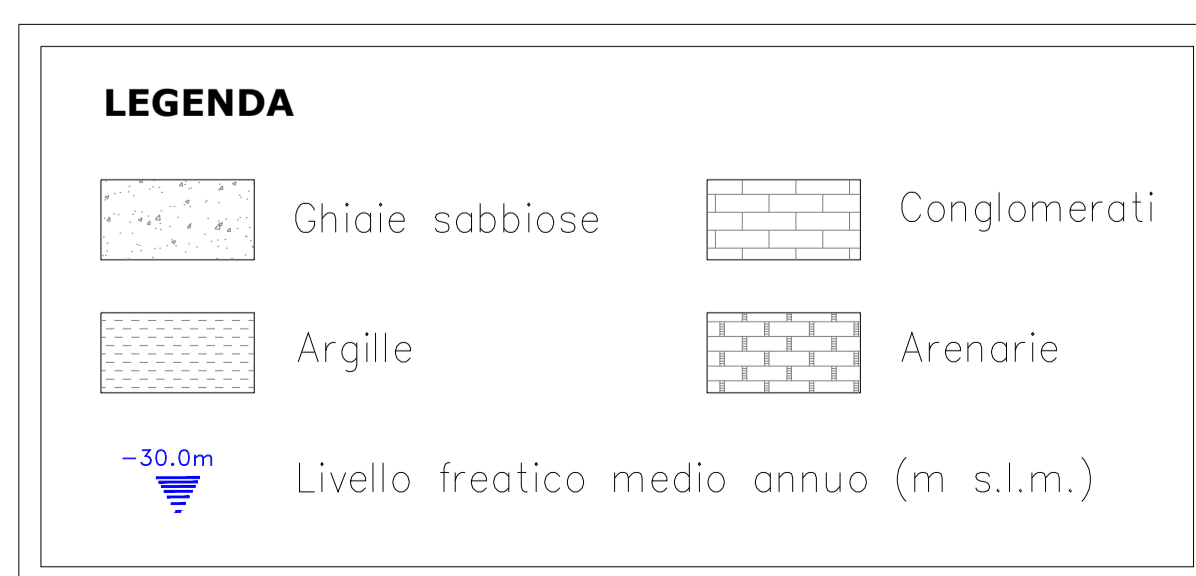 LEGENDA
Ghiaie sabbiose
Conglomerati
Argille
Arenarie
-30.0m
Livello freatico medio annuo (m s.l.m.)